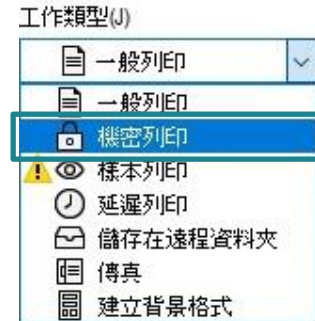 工作類型(J)
一般列印
一般列印
機密列印
樣本列印
延遲列印
儲存在遠程資料夾
傳真
建立背景格式